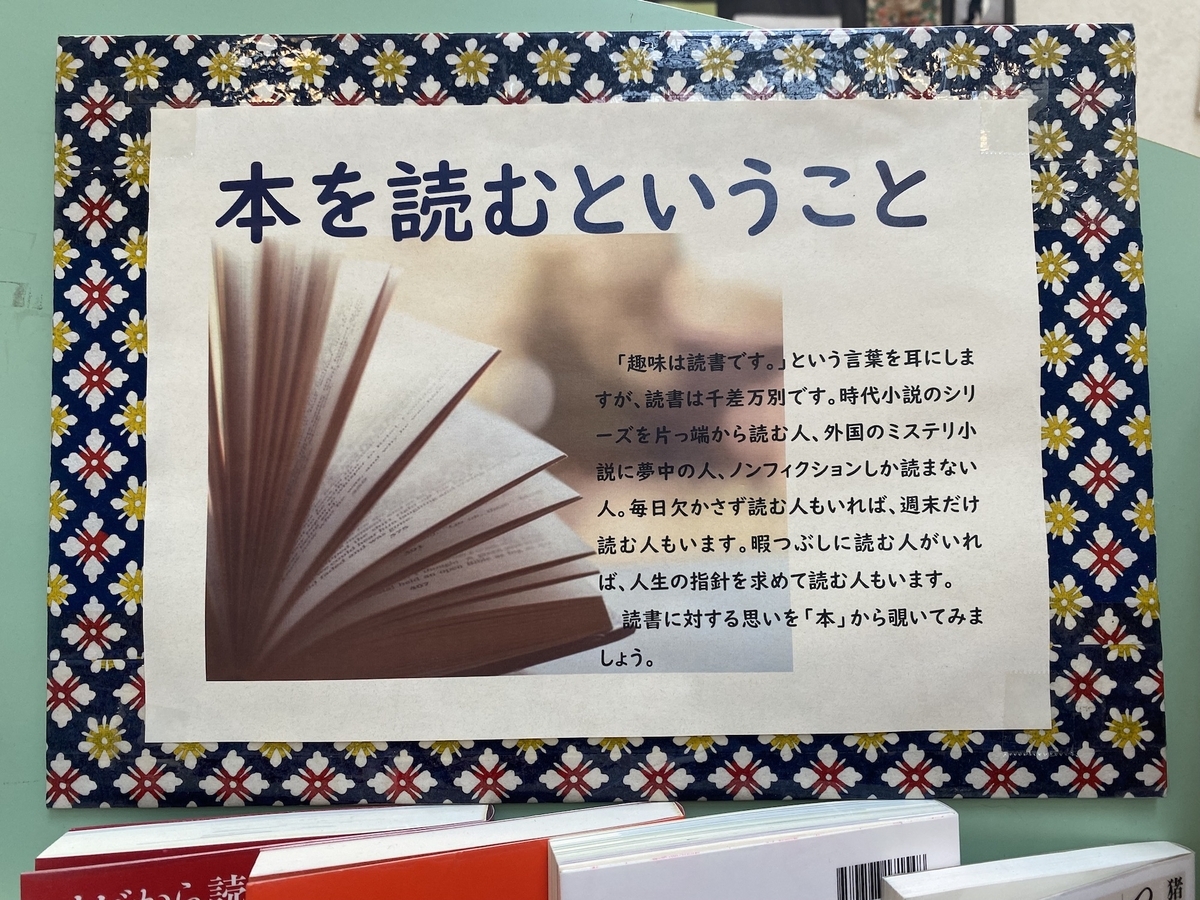 本を読むということ
「趣味は読書です。」という言葉を耳にしま
すが、読書は千差万別です。時代小説のシリ
ーズを片っ端から読む人、外国のミステリ小
説に夢中の人、ノンフィクションしか読まない
人。毎日欠かさず読む人もいれば、週末だけ
読む人もいます。暇つぶしに読む人がいれ
ば、人生の指針を求めて読む人もいます。
読書に対する思いを「本」から覗いてみま
しょう。
から読
猪